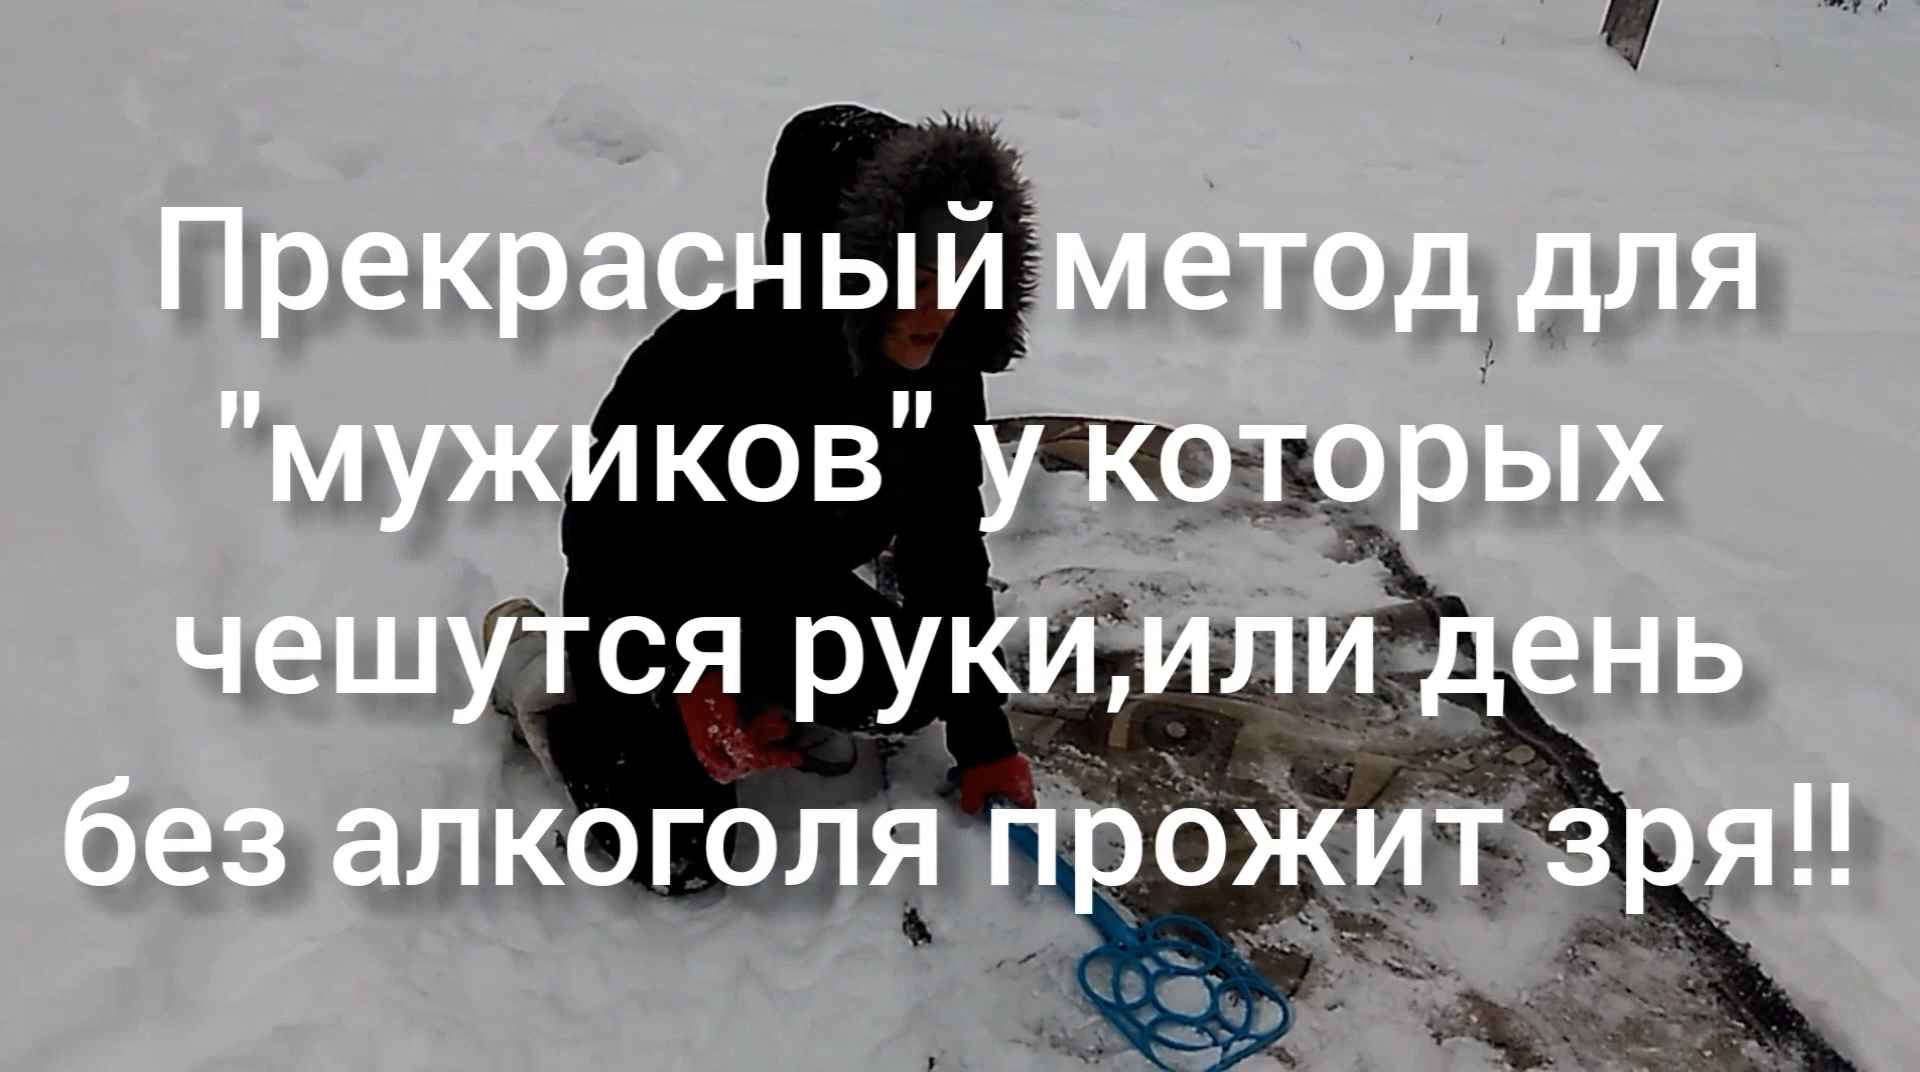 Прекрасный метод для
"мужиков" у которых
чешутся руки,или день
без алкоголя прожит зря!!